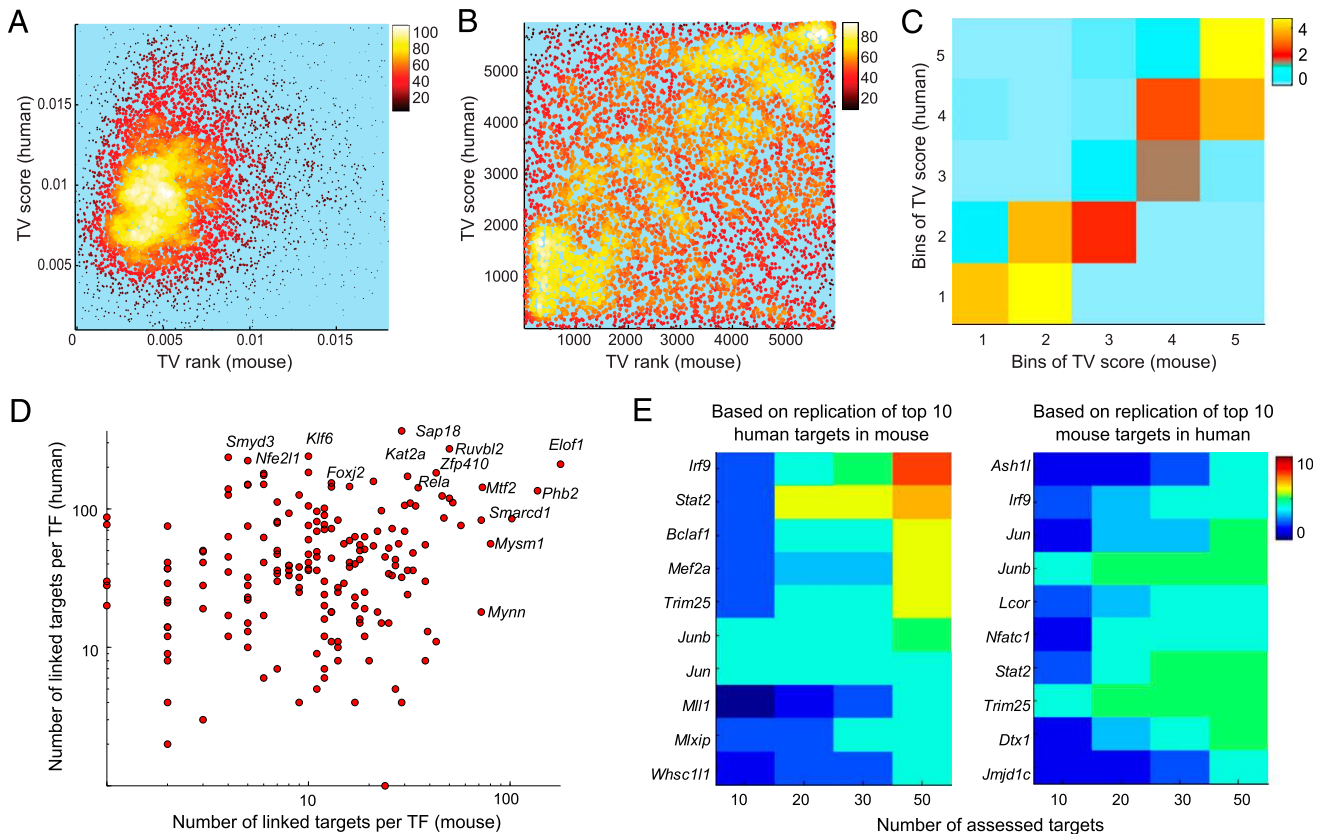 A
TV score (human)
0.015
0.01
0.005
0
0.005
0.010
0.015
TV rank (mouse)
100
80
60
40
20
B
TV score (human)
5000
4000
3000
2000
1000
1000
2000
3000
4000
5000
TV rank (mouse)
80
60
40
20
C
Bins of TV score (human)
5
4
3
2
1
1
2
3
4
5
Bins of TV score (mouse)
4
2
0
D
Number of linked targets per TF (human)
100
10
10
100
Number of linked targets per TF (mouse)
Smyd3
Nfe2l1
Klf6
Foxj2
Kat2a
Sap18
Ruvbl2
Zfp410
Rela
Elof1
Mtf2
Phb2
Smarcd1
Mysm1
Mynn
E
Based on replication of top 10
human targets in mouse
Irf9
Stat2
Bclaf1
Mef2a
Trim25
Junb
Jun
Mll1
Mlxip
Whsc1l1
10
20
30
50
Based on replication of top 10
mouse targets in human
Ash1l
Irf9
Jun
Junb
Lcor
Nfatc1
Stat2
Trim25
Dtx1
Jmjd1c
10
20
30
50
10
5
0
Number of assessed targets